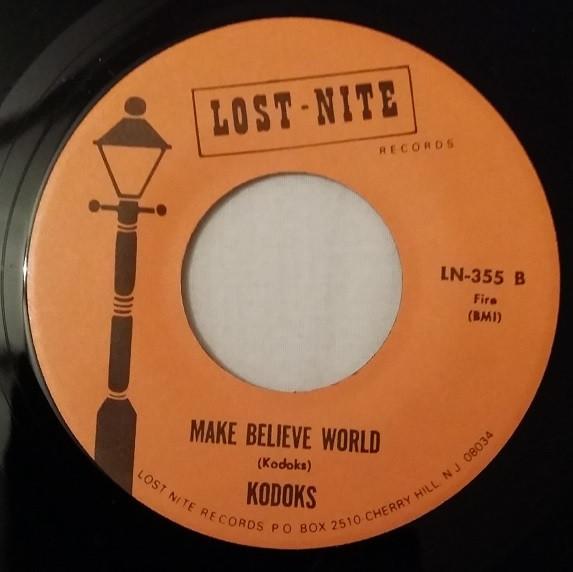 LOST-NITE
RECORDS
LN-355 B
Fire
(BMI)
MAKE BELIEVE WORLD
(Kodoks)
KODOKS
LOST NITE RECORDS P O BOX 2510 CHERRY HILL N J 08034